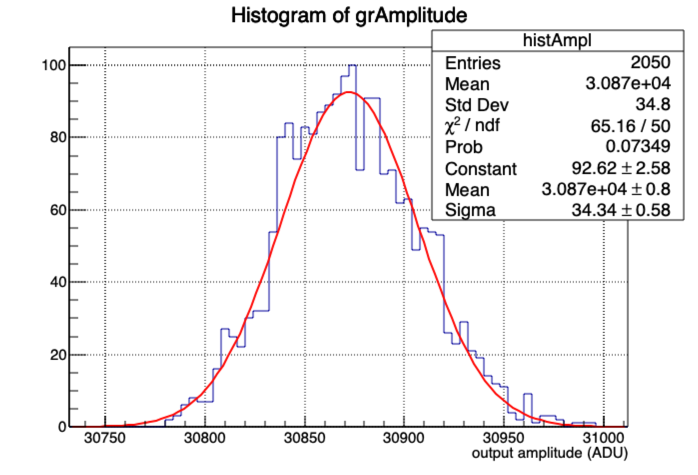 Histogram of grAmplitude
histAmpl
Entries 2050
Mean 3.087e+04
Std Dev 34.8
χ² / ndf 65.16 / 50
Prob 0.07349
Constant 92.62 ± 2.58
Mean 3.087e+04 ± 0.8
Sigma 34.34 ± 0.58
100
80
60
40
20
0
30750 30800 30850 30900 30950 31000
output amplitude (ADU)